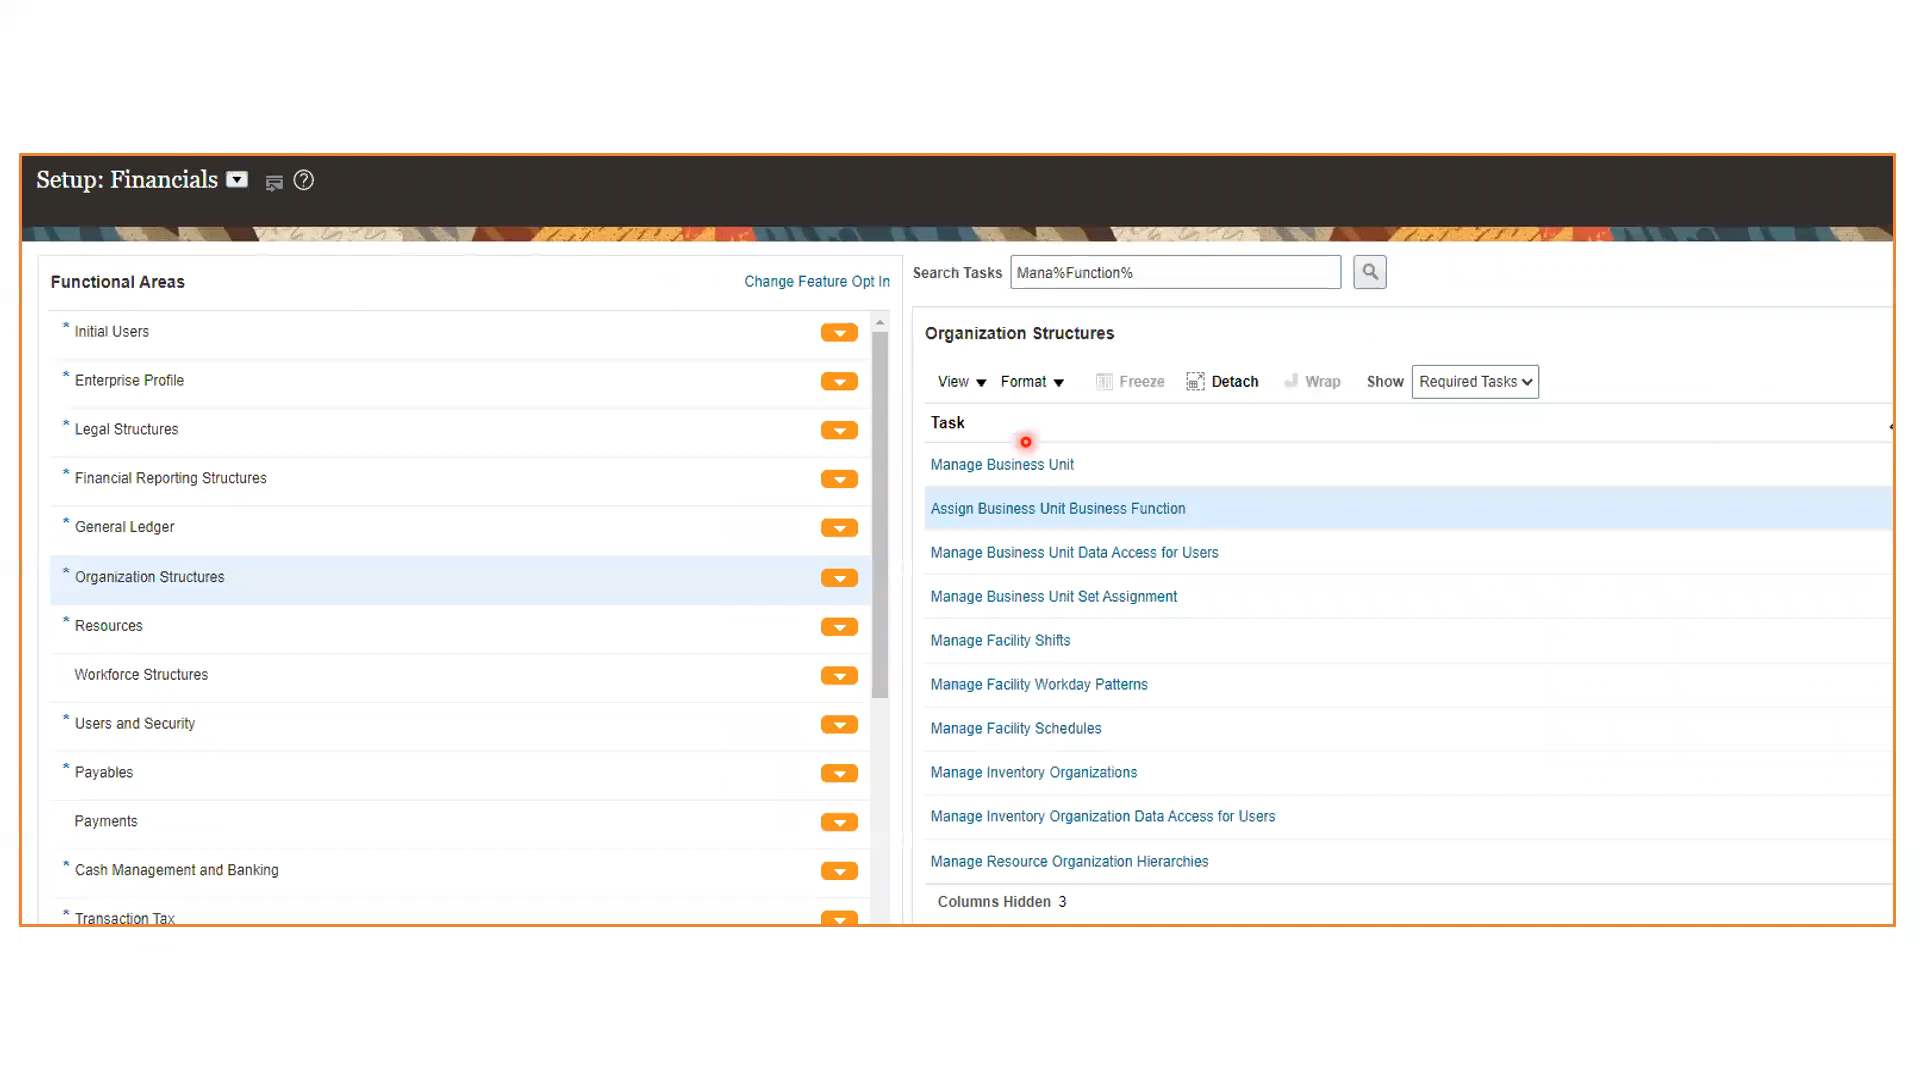 Setup: Financials
Functional Areas
Change Feature Opt In
* Initial Users
* Enterprise Profile
* Legal Structures
* Financial Reporting Structures
* General Ledger
* Organization Structures
* Resources
Workforce Structures
* Users and Security
* Payables
Payments
* Cash Management and Banking
* Transaction Tax
Search Tasks Mana%Function%
Organization Structures
View Format Freeze Detach Wrap Show Required Tasks
Task
Manage Business Unit
Assign Business Unit Business Function
Manage Business Unit Data Access for Users
Manage Business Unit Set Assignment
Manage Facility Shifts
Manage Facility Workday Patterns
Manage Facility Schedules
Manage Inventory Organizations
Manage Inventory Organization Data Access for Users
Manage Resource Organization Hierarchies
Columns Hidden 3